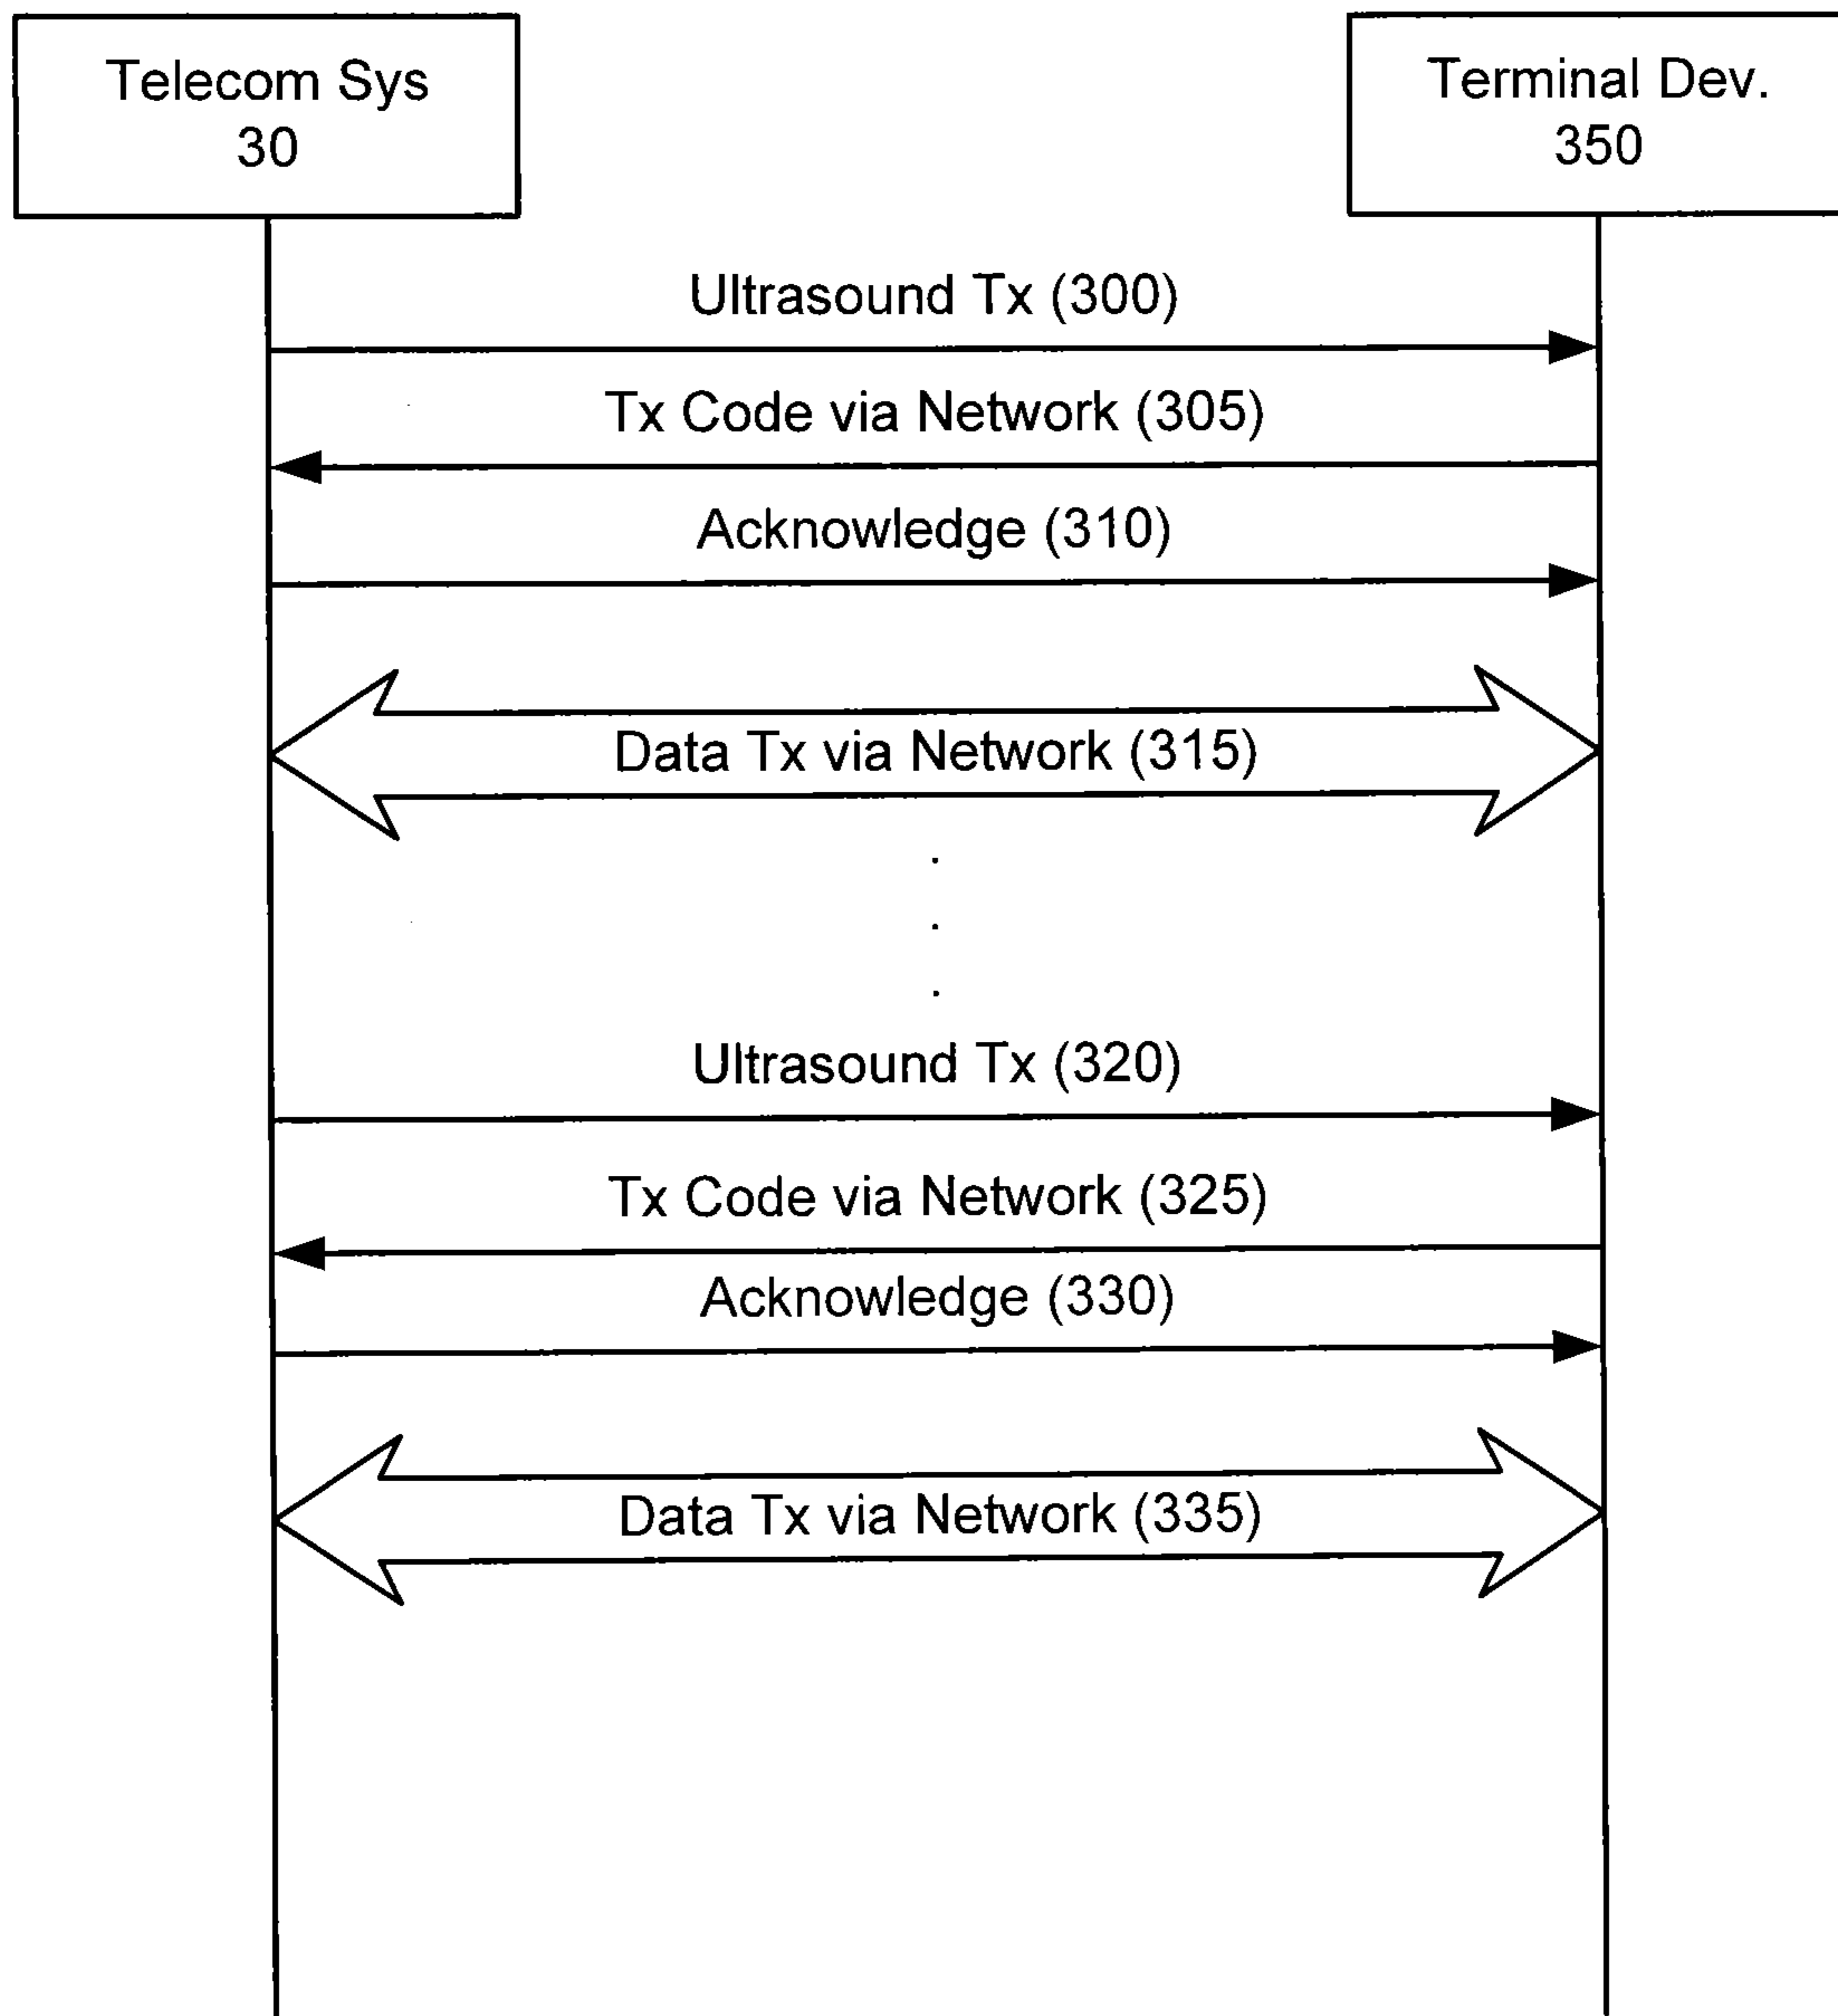 Telecom Sys
30
Terminal Dev.
350
Ultrasound Tx (300)
Tx Code via Network (305)
Acknowledge (310)
Data Tx via Network (315)
Ultrasound Tx (320)
Tx Code via Network (325)
Acknowledge (330)
Data Tx via Network (335)